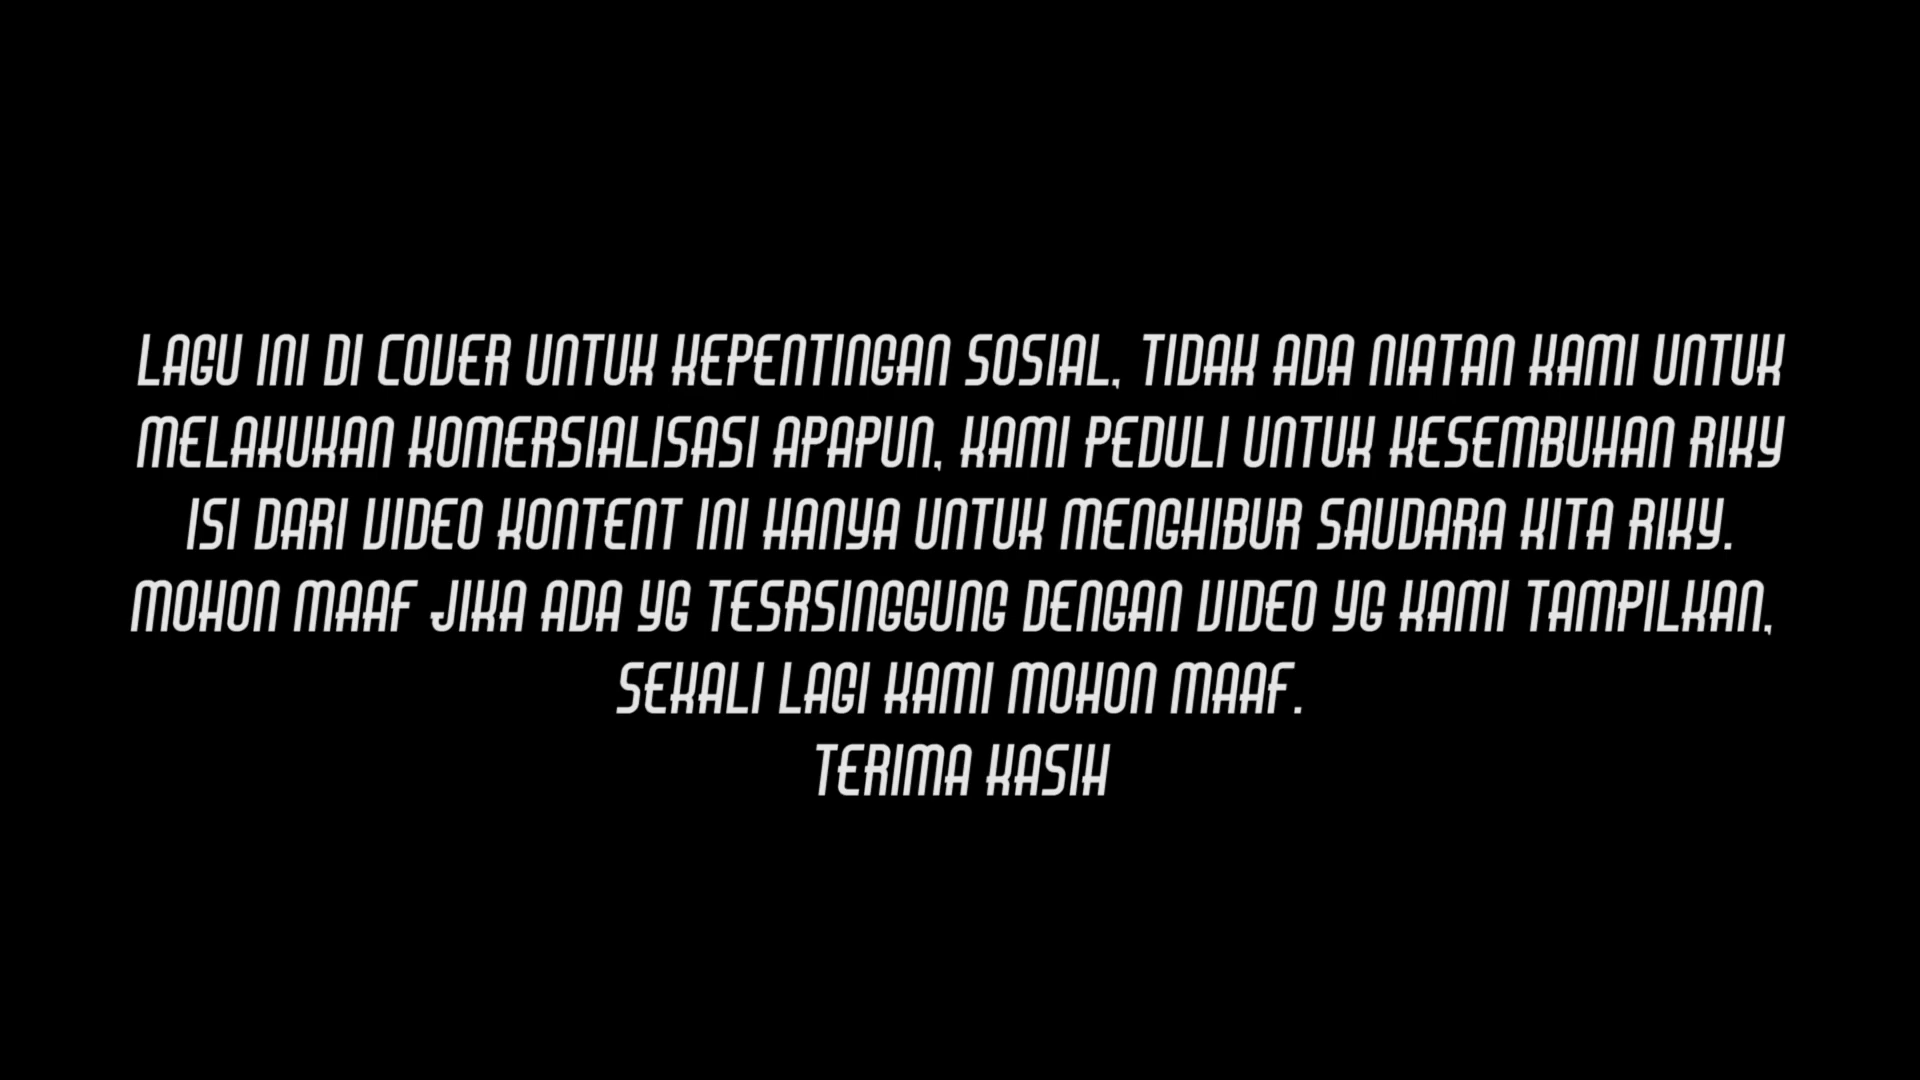 LAGU INI DI COVER UNTUK KEPENTINGAN SOSIAL, TIDAK ADA NIATAN KAMI UNTUK
MELAKUKAN KOMERSIALISASI APAPUN, KAMI PEDULI UNTUK KESEMBUHAN RIKY
ISI DARI VIDEO KONTENT INI HANYA UNTUK MENGHIBUR SAUDARA KITA RIKY.
MOHON MAAF JIKA ADA YG TESRSINGGUNG DENGAN VIDEO YG KAMI TAMPILKAN,
SEKALI LAGI KAMI MOHON MAAF.
TERIMA KASIH